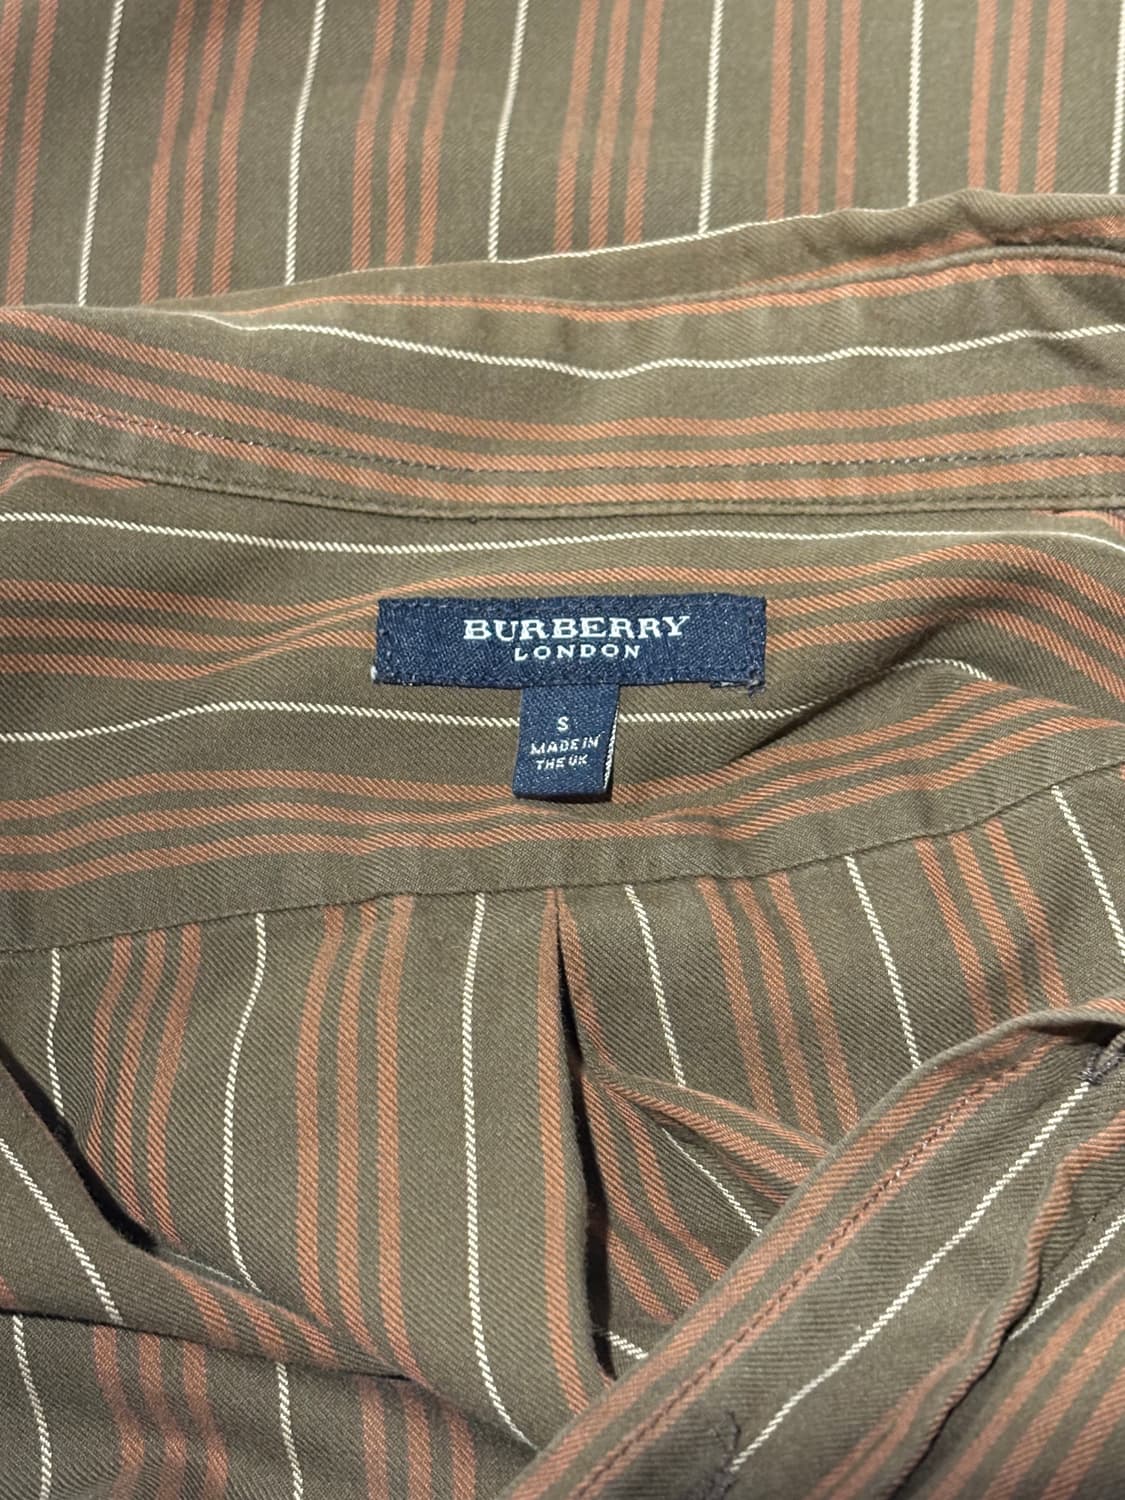 BURBERRY
LONDON
S
MADE IN
THE UK